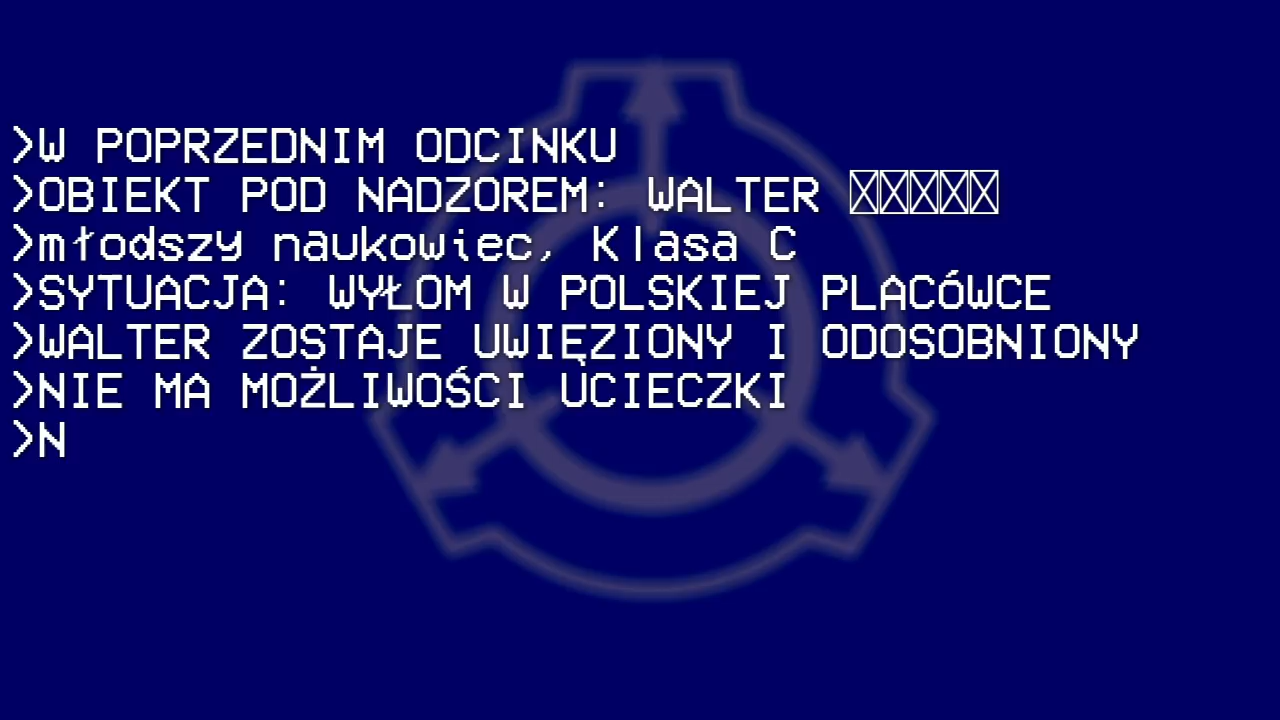 >W POPRZEDNIM ODCINKU
>OBIEKT POD NADZOREM: WALTER
>młodszy naukowiec, Klasa C
>SYTUACJA: WYŁOM W POLSKIEJ PLACóWCE
>WALTER ZOSTAJE UWIĘZIONY I ODOSOBNIONY
>NIE MA MOŻLIWOŚCI UCIECZKI
>N